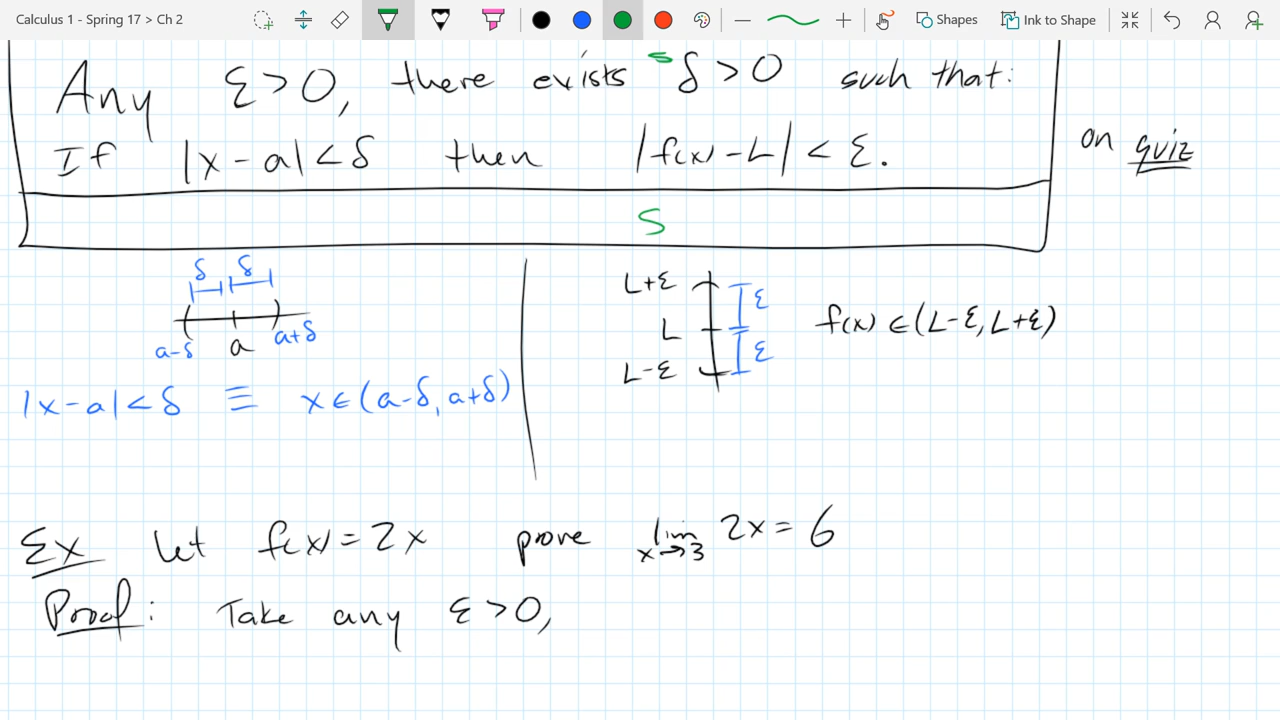 Calculus 1 - Spring 17 > Ch 2
Shapes
Ink to Shape
Any ε>0, there exists δ>0 such that:
If |x-a|<δ then |f(x)-L|<ε.
on quiz
S
δ δ
a-δ a a+δ
|x-a|<δ ≡ x∈(a-δ, a+δ)
L+ε
L
L-ε
ε
ε
f(x) ∈ (L-ε, L+ε)
Ex Let f(x)=2x prove lim x→3 2x=6
Proof: Take any ε>0,